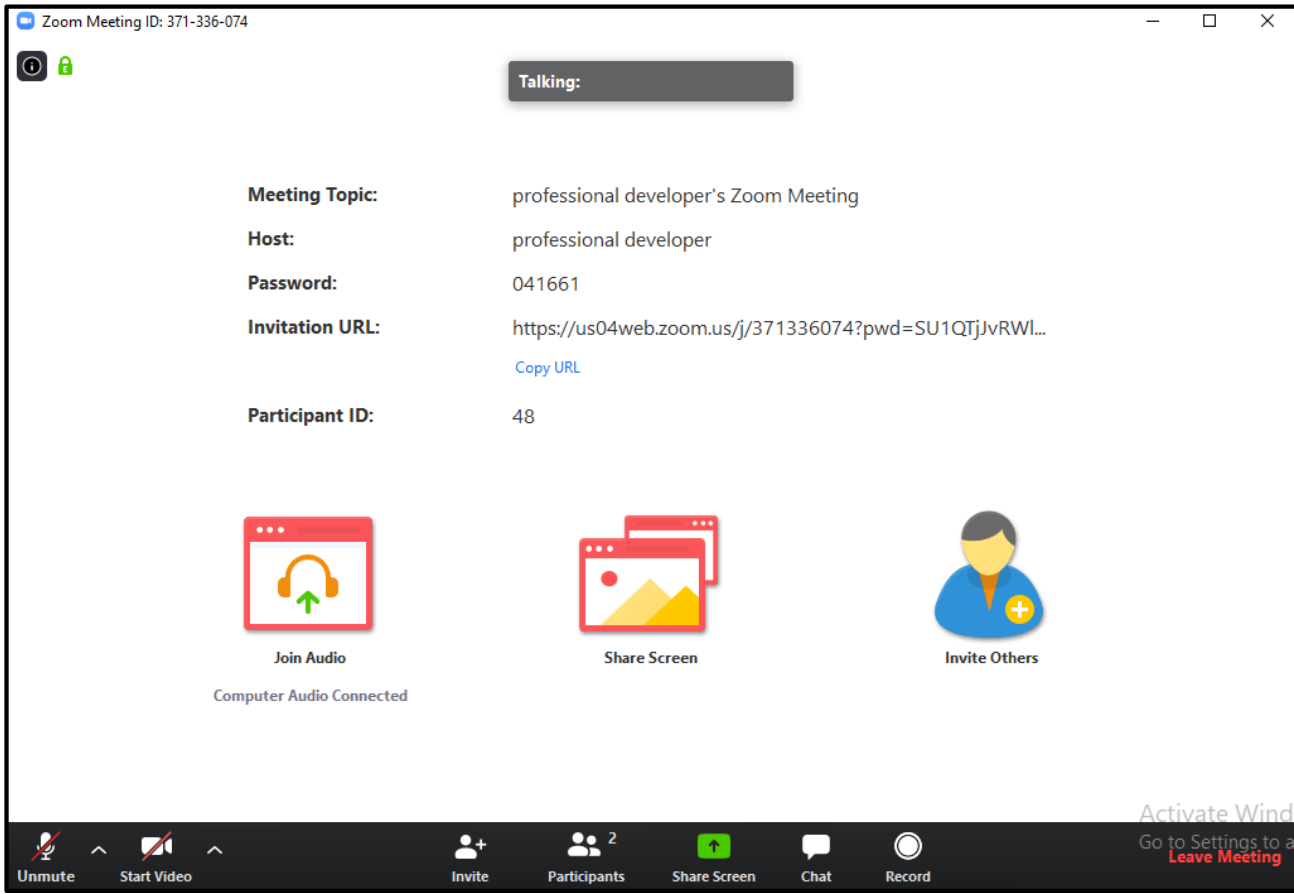 Zoom Meeting ID: 371-336-074
Talking:
Meeting Topic: professional developer's Zoom Meeting
Host: professional developer
Password: 041661
Invitation URL: https://us04web.zoom.us/j/371336074?pwd=SU1QTjJvRWl...
Copy URL
Participant ID: 48
Join Audio Share Screen Invite Others
Computer Audio Connected
Activate Wind
Go to Settings to a
Leave Meeting
2
Unmute Start Video Invite Participants Share Screen Chat Record